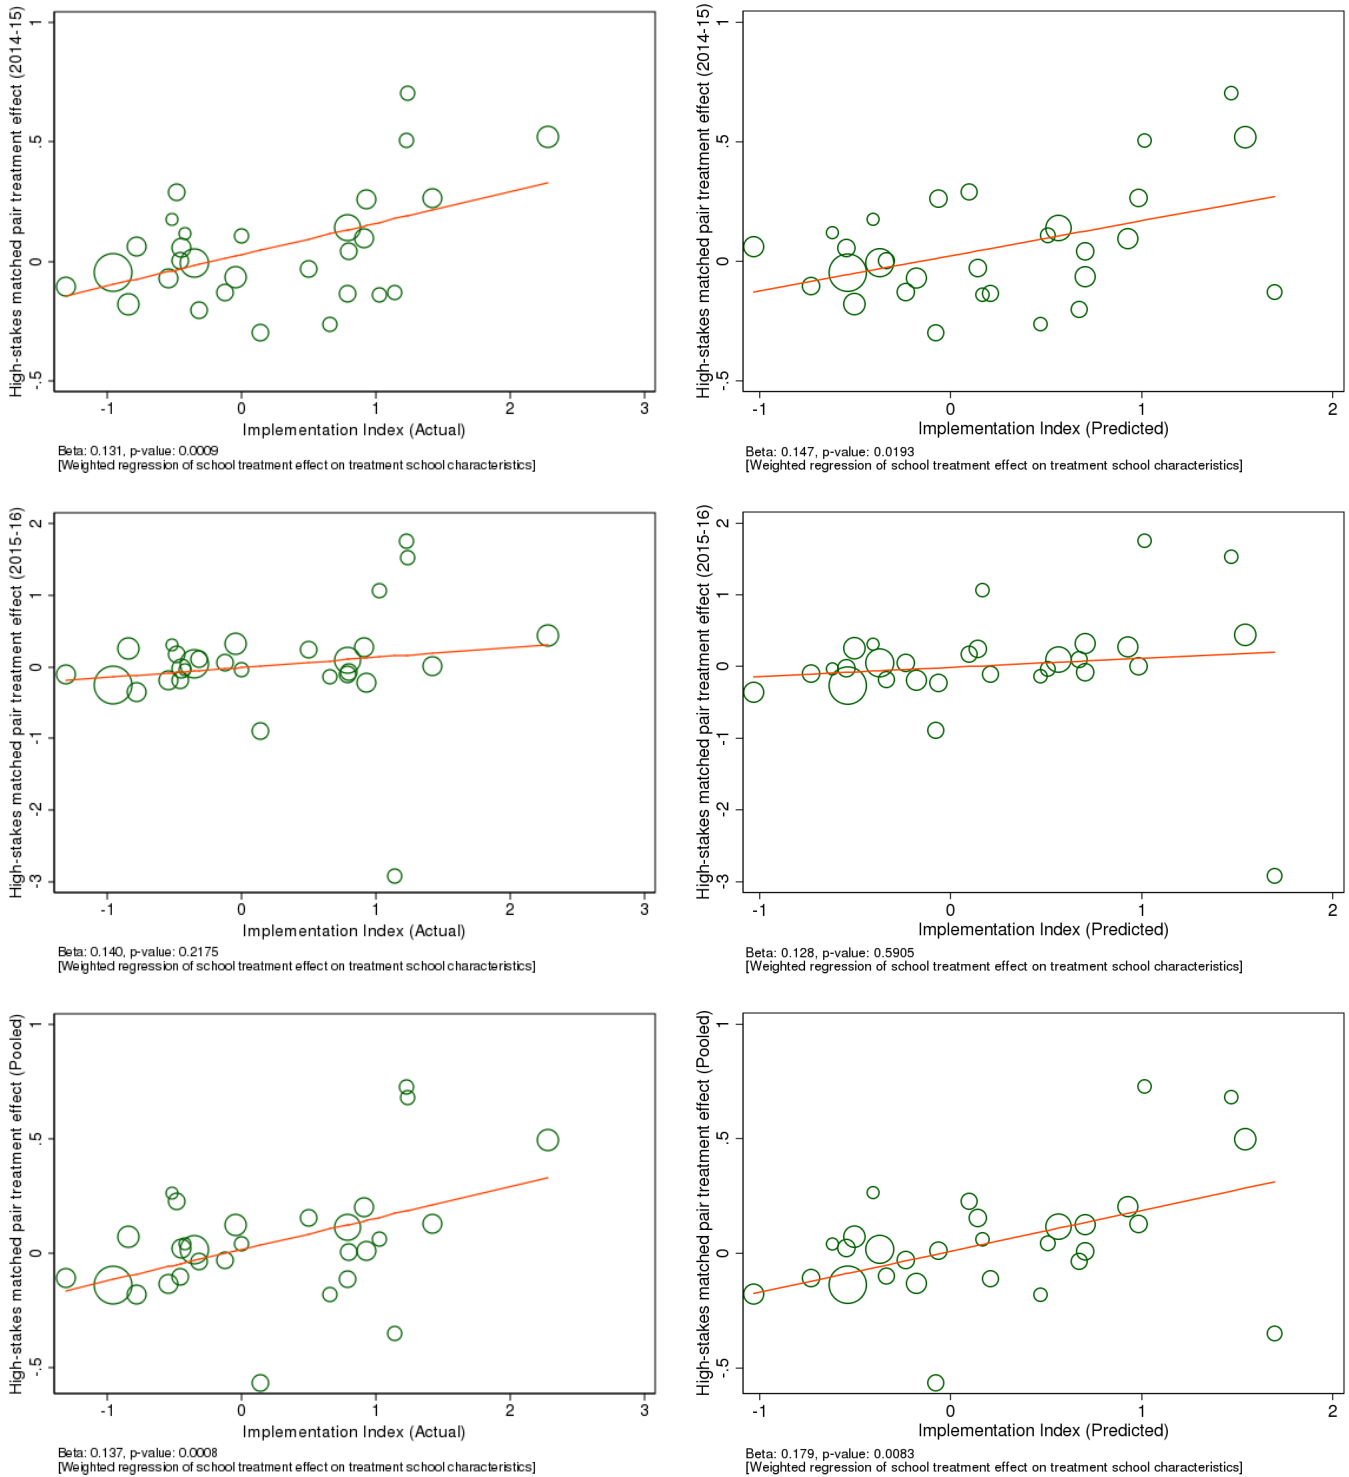 High-stakes matched pair treatment effect (2014-15)
1
.5
0
-.5
-1
0
1
2
3
Implementation Index (Actual)
Beta: 0.131, p-value: 0.0009
[Weighted regression of school treatment effect on treatment school characteristics]
High-stakes matched pair treatment effect (2014-15)
1
.5
0
-.5
-1
0
1
2
Implementation Index (Predicted)
Beta: 0.147, p-value: 0.0193
[Weighted regression of school treatment effect on treatment school characteristics]
High-stakes matched pair treatment effect (2015-16)
2
1
0
-1
-2
-3
-1
0
1
2
3
Implementation Index (Actual)
Beta: 0.140, p-value: 0.2175
[Weighted regression of school treatment effect on treatment school characteristics]
High-stakes matched pair treatment effect (2015-16)
2
1
0
-1
-2
-3
-1
0
1
2
Implementation Index (Predicted)
Beta: 0.128, p-value: 0.5905
[Weighted regression of school treatment effect on treatment school characteristics]
High-stakes matched pair treatment effect (Pooled)
1
.5
0
-.5
-1
0
1
2
3
Implementation Index (Actual)
Beta: 0.137, p-value: 0.0008
[Weighted regression of school treatment effect on treatment school characteristics]
High-stakes matched pair treatment effect (Pooled)
1
.5
0
-.5
-1
0
1
2
Implementation Index (Predicted)
Beta: 0.179, p-value: 0.0083
[Weighted regression of school treatment effect on treatment school characteristics]